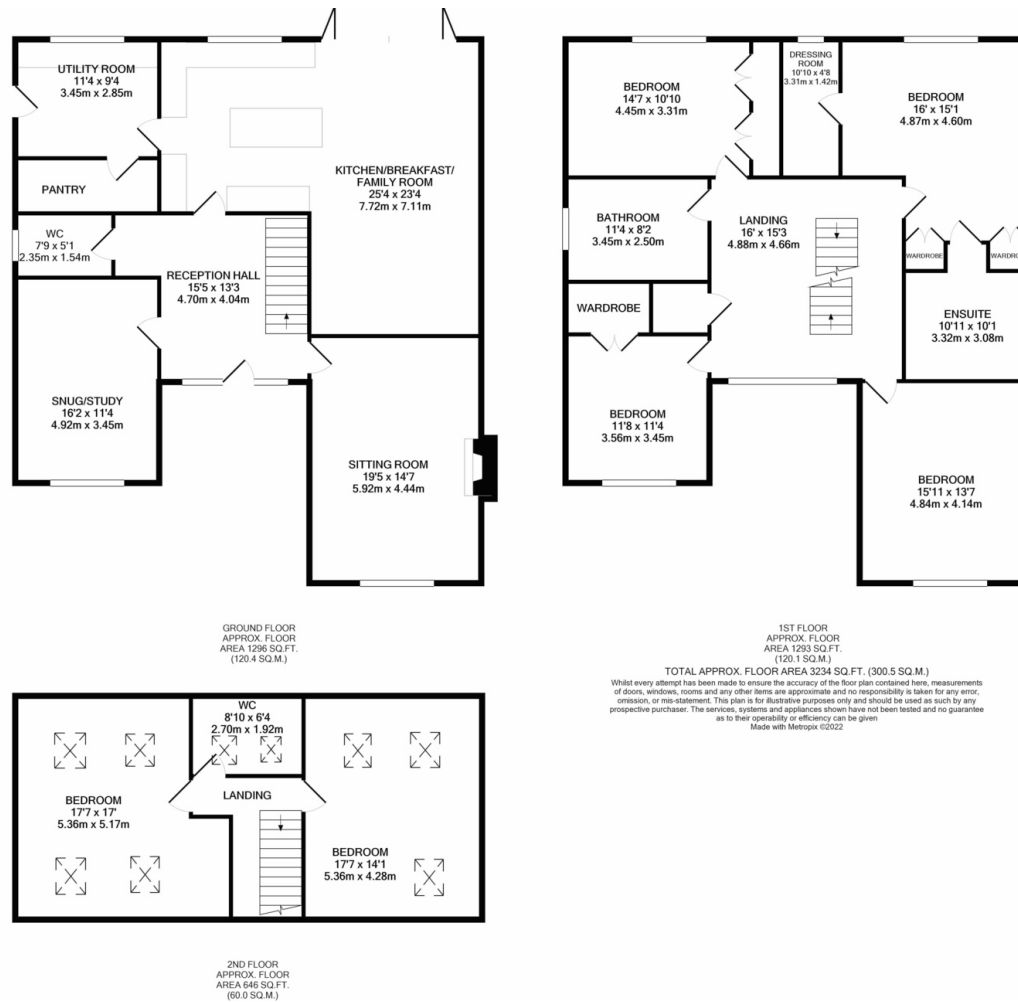 UTILITY ROOM
11'4 x 9'4
3.45m x 2.85m
PANTRY
KITCHEN/BREAKFAST/
FAMILY ROOM
25'4 x 23'4
7.72m x 7.11m
WC
7'9 x 5'1
2.35m x 1.54m
RECEPTION HALL
15'5 x 13'3
4.70m x 4.04m
SNUG/STUDY
16'2 x 11'4
4.92m x 3.45m
SITTING ROOM
19'5 x 14'7
5.92m x 4.44m
GROUND FLOOR
APPROX. FLOOR
AREA 1296 SQ.FT.
(120.4 SQ.M.)
BEDROOM
14'7 x 10'10
4.45m x 3.31m
DRESSING
ROOM
10'10 x 4'8
3.31m x 1.42m
BEDROOM
16' x 15'1
4.87m x 4.60m
BATHROOM
11'4 x 8'2
3.45m x 2.50m
LANDING
16' x 15'3
4.88m x 4.66m
WARDROBE
WARDRO
WARDROBE
ENSUITE
10'11 x 10'1
3.32m x 3.08m
BEDROOM
11'8 x 11'4
3.56m x 3.45m
BEDROOM
15'11 x 13'7
4.84m x 4.14m
1ST FLOOR
APPROX. FLOOR
AREA 1293 SQ.FT.
(120.1 SQ.M.)
TOTAL APPROX. FLOOR AREA 3234 SQ.FT. (300.5 SQ.M.)
Whilst every attempt has been made to ensure the accuracy of the floor plan contained here, measurements
of doors, windows, rooms and any other items are approximate and no responsibility is taken for any error,
omission, or mis-statement. This plan is for illustrative purposes only and should be used as such by any
prospective purchaser. The services, systems and appliances shown have not been tested and no guarantee
as to their operability or efficiency can be given
Made with Metropix ©2022
WC
8'10 x 6'4
2.70m x 1.92m
BEDROOM
17'7 x 17'
5.36m x 5.17m
LANDING
BEDROOM
17'7 x 14'1
5.36m x 4.28m
2ND FLOOR
APPROX. FLOOR
AREA 646 SQ.FT.
(60.0 SQ.M.)